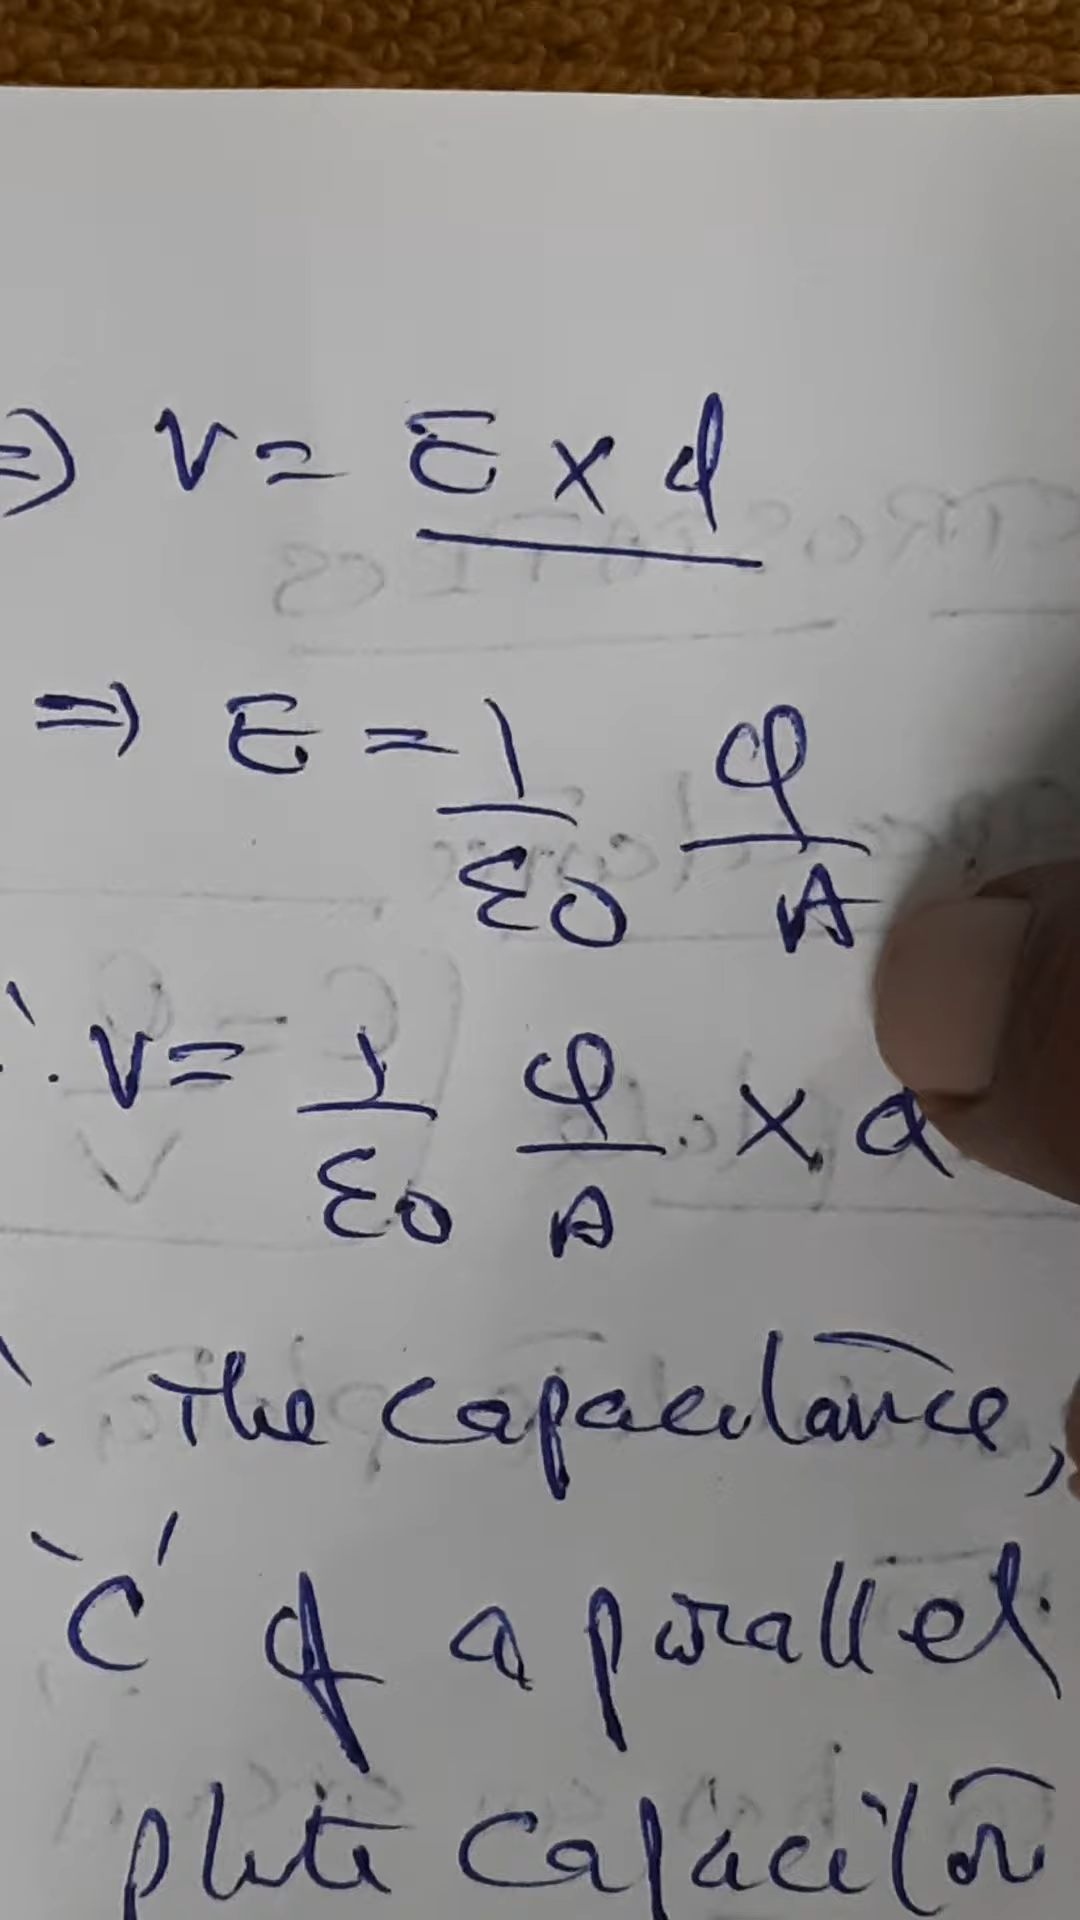 ⇒ V = E × d
⇒ E = 1/ε0 φ/A
∴ V = 1/ε0 φ/A × d
∴ The capacitance,
'C' of a parallel
plate capacitor